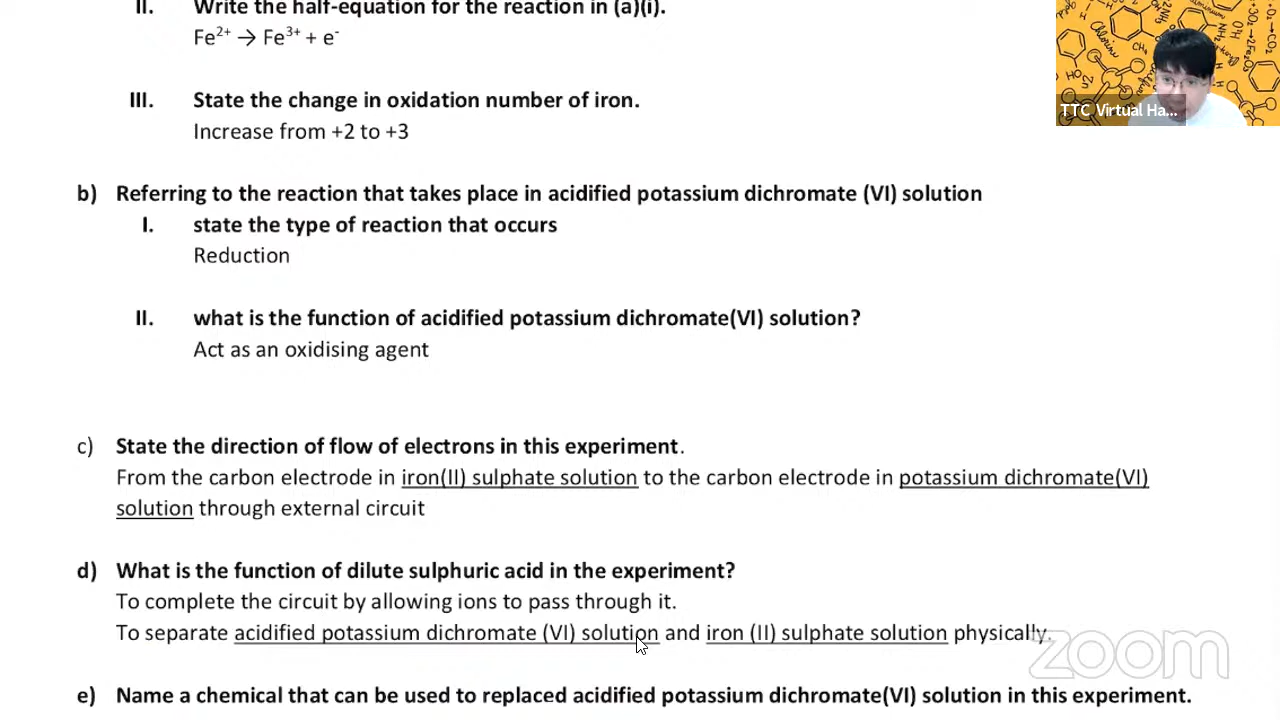 II. Write the half-equation for the reaction in (a)(i).
Fe²⁺ → Fe³⁺ + e⁻
III. State the change in oxidation number of iron.
Increase from +2 to +3
b) Referring to the reaction that takes place in acidified potassium dichromate (VI) solution
I. state the type of reaction that occurs
Reduction
II. what is the function of acidified potassium dichromate(VI) solution?
Act as an oxidising agent
c) State the direction of flow of electrons in this experiment.
From the carbon electrode in iron(II) sulphate solution to the carbon electrode in potassium dichromate(VI)
solution through external circuit
d) What is the function of dilute sulphuric acid in the experiment?
To complete the circuit by allowing ions to pass through it.
To separate acidified potassium dichromate (VI) solution and iron (II) sulphate solution physically.
e) Name a chemical that can be used to replaced acidified potassium dichromate(VI) solution in this experiment.
TTC Virtual Ha...
zoom